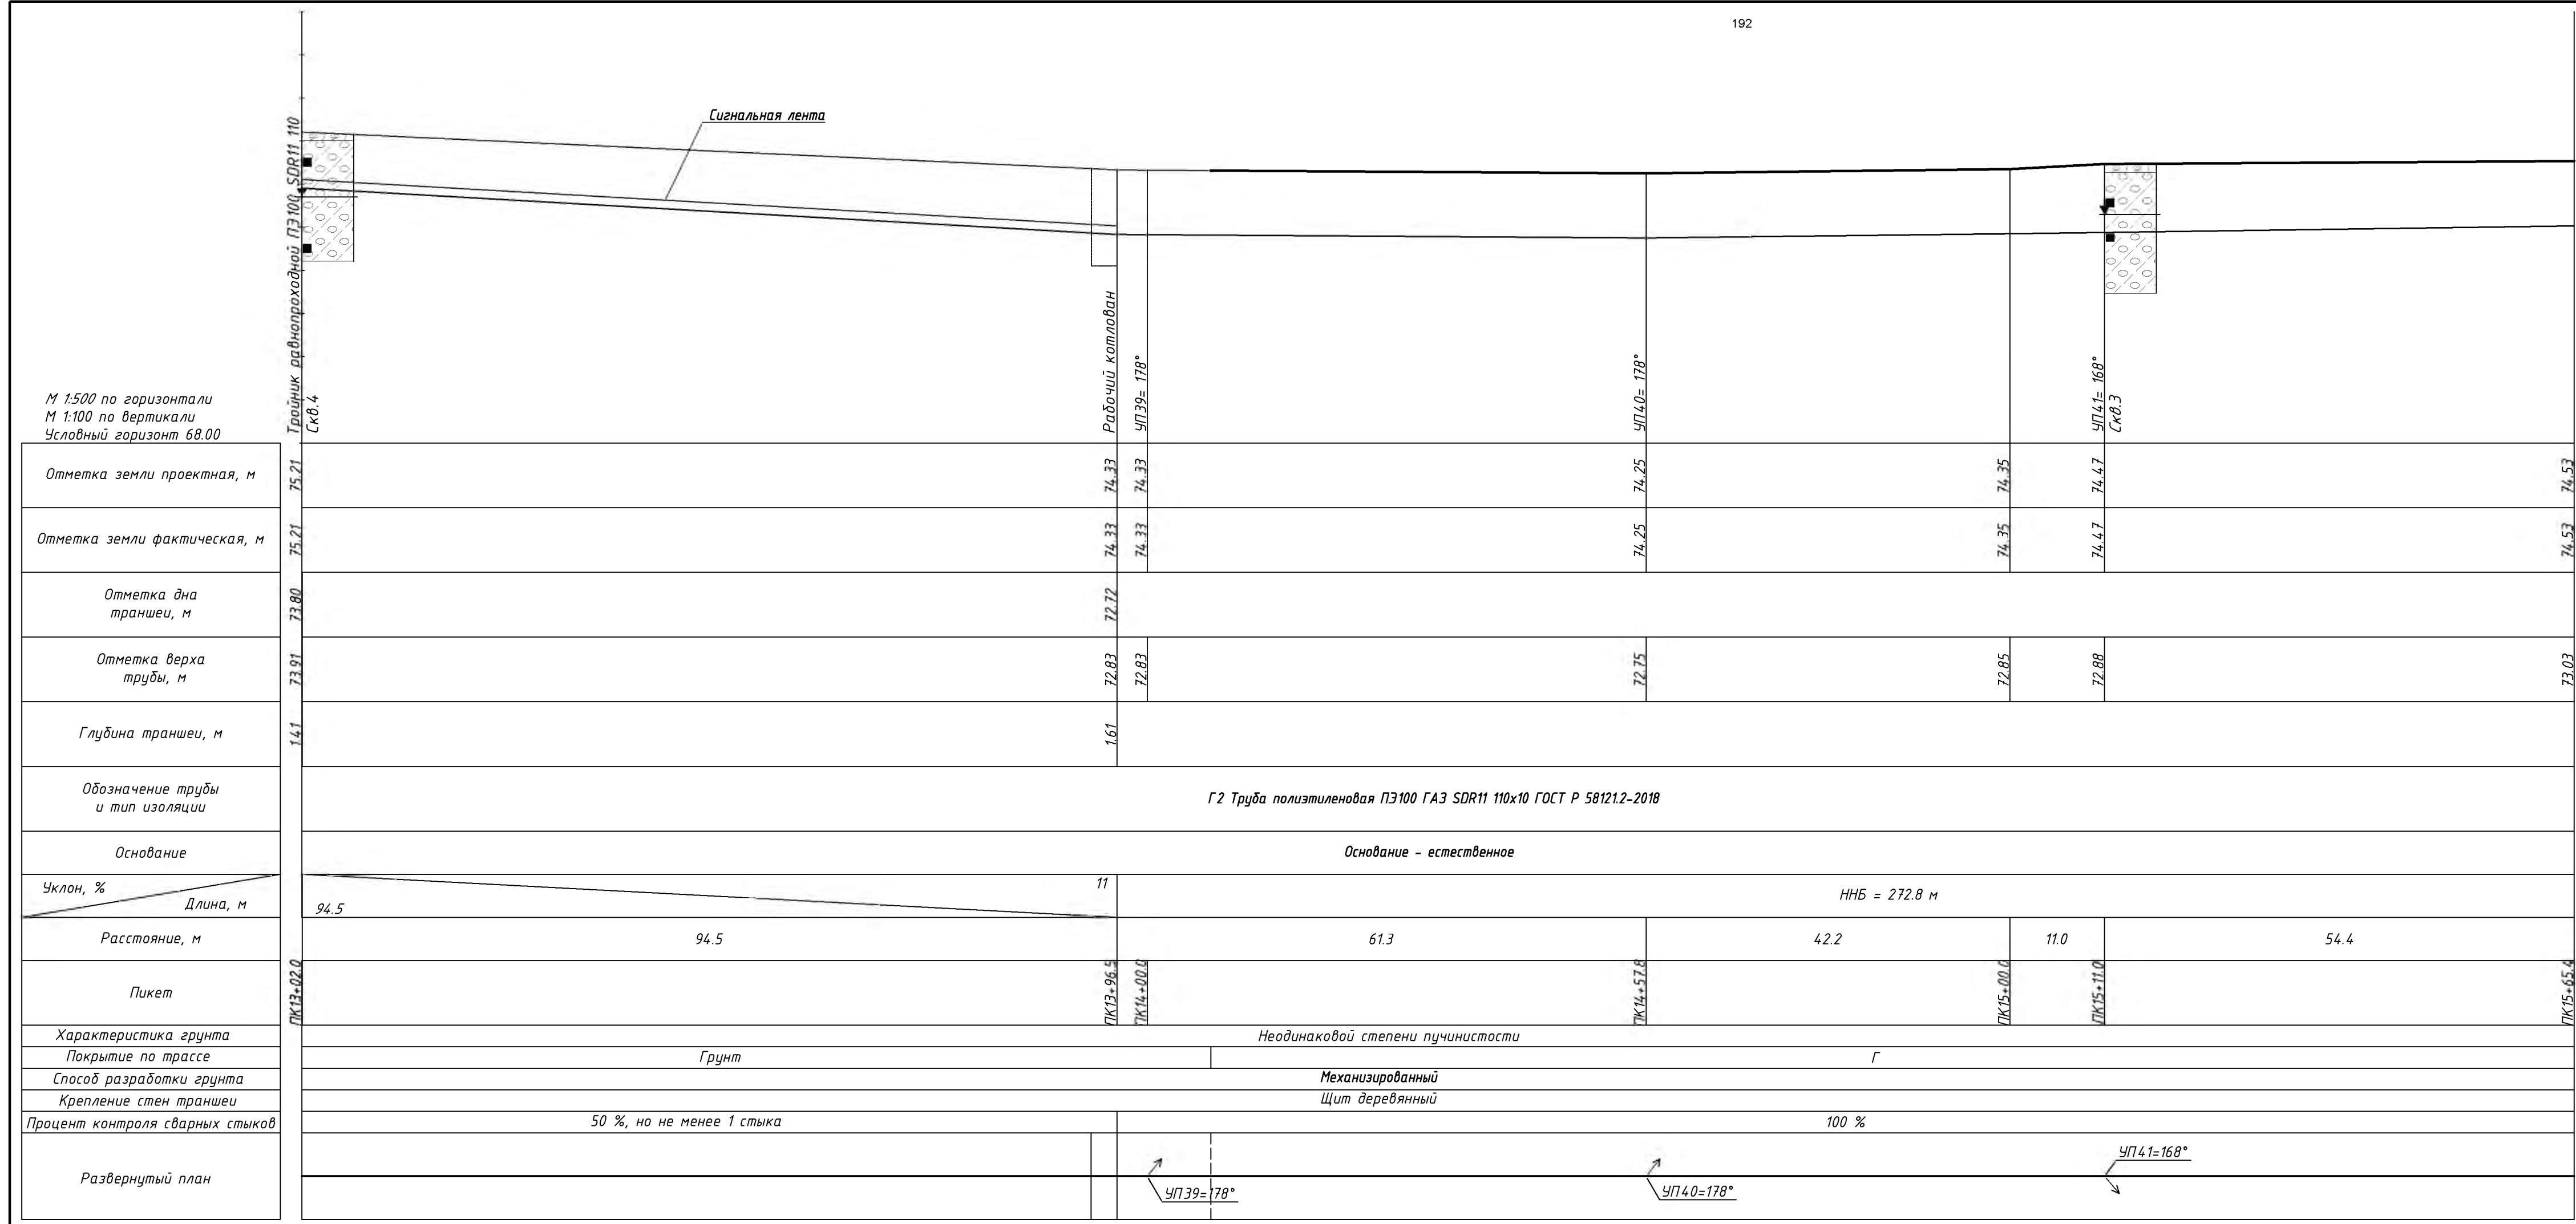 192
Сигнальная лента
Тройник равнопроходной ПЭ100 SDR11 110
Скв.4
Рабочий котлован
УП39= 178°
УП40= 178°
УП41= 168°
Скв.3
М 1:500 по горизонтали
М 1:100 по вертикали
Условный горизонт 68.00
Отметка земли проектная, м
75.21
74.33
74.33
74.25
74.35
74.47
74.53
Отметка земли фактическая, м
75.21
74.33
74.33
74.25
74.35
74.47
74.53
Отметка дна
траншеи, м
73.80
72.72
Отметка верха
трубы, м
73.91
72.83
72.83
72.75
72.85
72.88
73.03
Глубина траншеи, м
1.41
1.61
Обозначение трубы
и тип изоляции
Г2 Труба полиэтиленовая ПЭ100 ГАЗ SDR11 110х10 ГОСТ Р 58121.2-2018
Основание
Основание - естественное
Уклон, %
Длина, м
94.5
11
ННБ = 272.8 м
Расстояние, м
94.5
61.3
42.2
11.0
54.4
Пикет
ПК13+02.0
ПК13+96.5
ПК14+00.0
ПК14+57.8
ПК15+00.0
ПК15+11.0
ПК15+65.4
Характеристика грунта
Неодинаковой степени пучинистости
Покрытие по трассе
Грунт
Г
Способ разработки грунта
Механизированный
Крепление стен траншеи
Щит деревянный
Процент контроля сварных стыков
50 %, но не менее 1 стыка
100 %
Развернутый план
УП39=178°
УП40=178°
УП41=168°